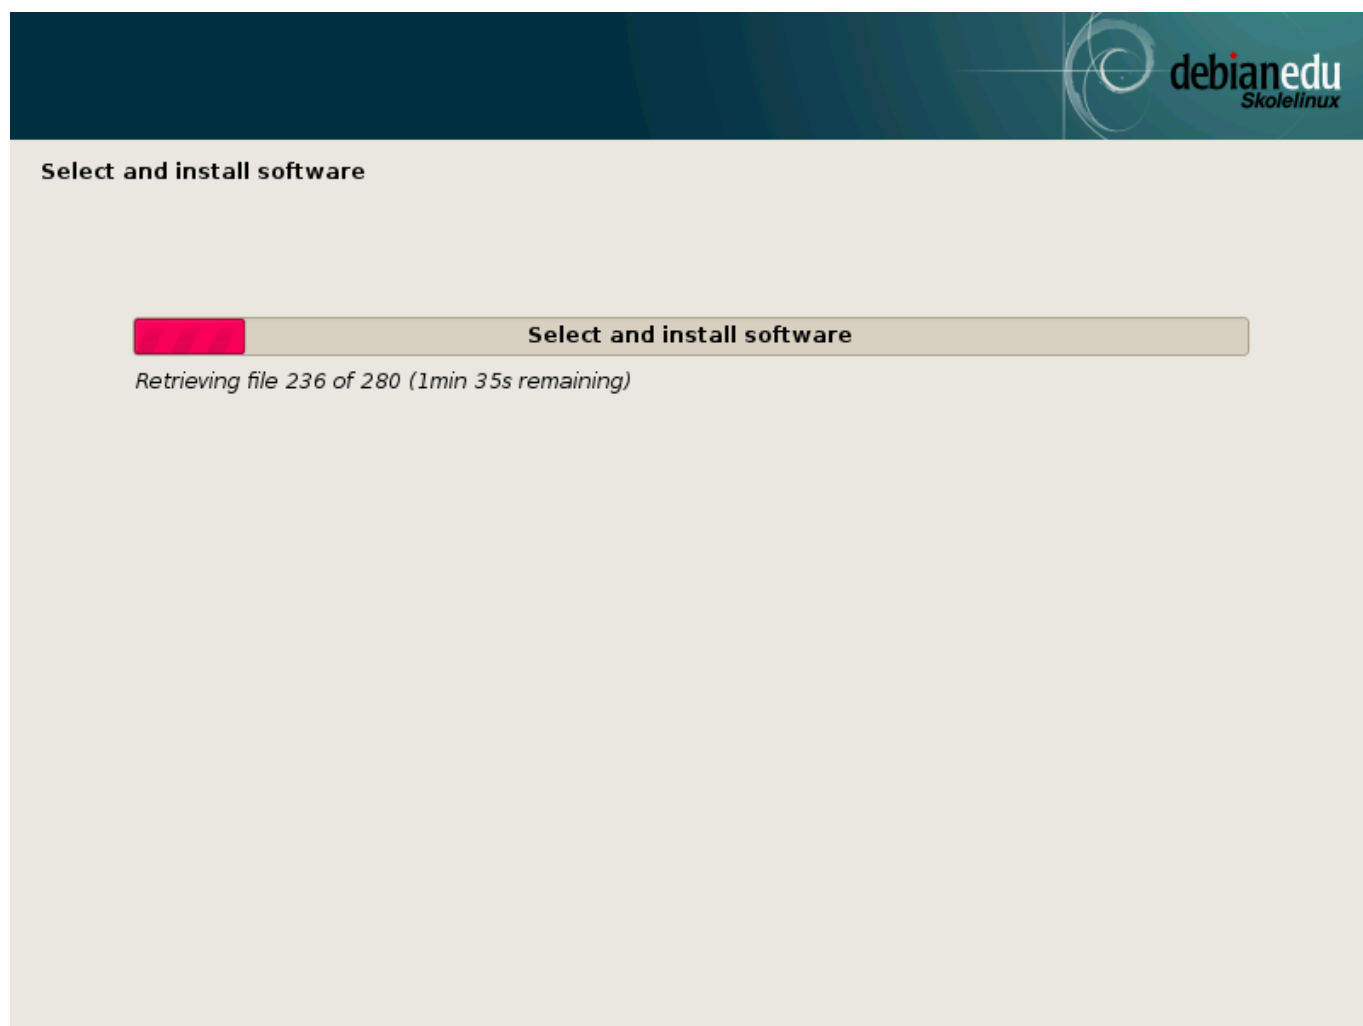 debianedu
Skolelinux
Select and install software
Select and install software
Retrieving file 236 of 280 (1min 35s remaining)